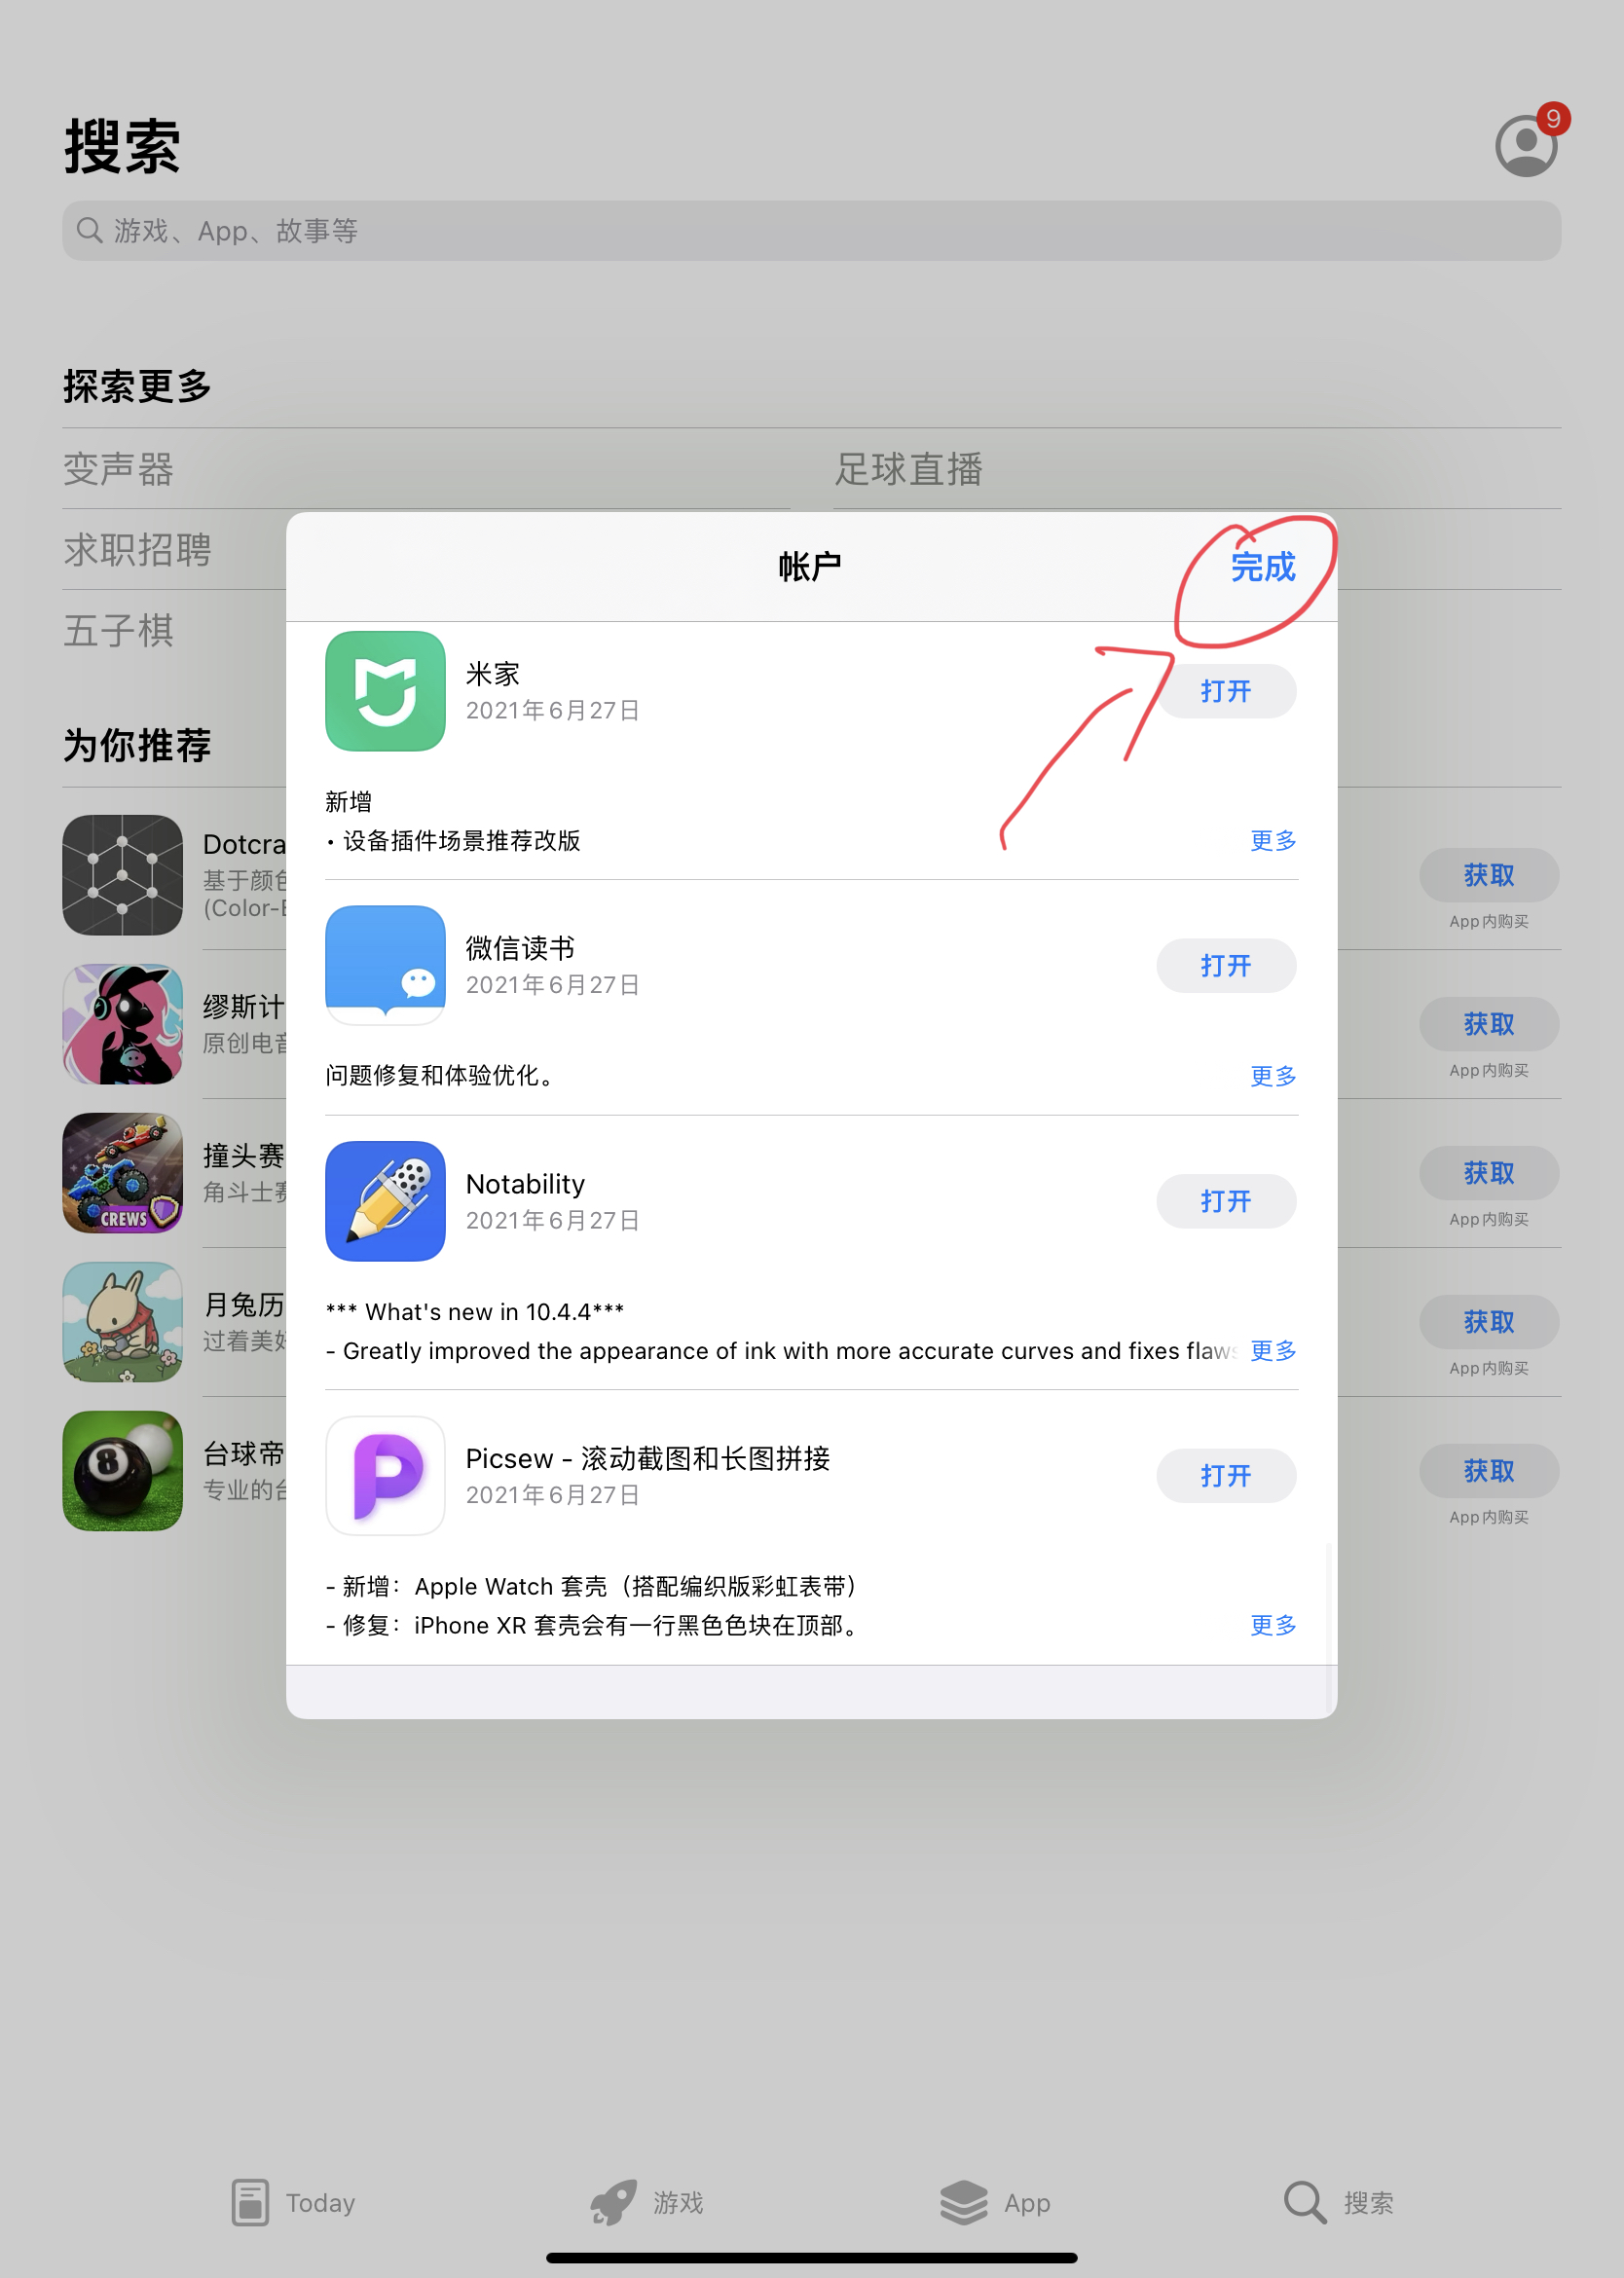 搜索
9
游戏、App、故事等
探索更多
变声器
足球直播
求职招聘
五子棋
帐户
完成
米家
2021年6月27日
打开
新增
• 设备插件场景推荐改版
更多
微信读书
2021年6月27日
打开
问题修复和体验优化。
更多
Notability
2021年6月27日
打开
*** What's new in 10.4.4***
- Greatly improved the appearance of ink with more accurate curves and fixes flaws
更多
Picsew - 滚动截图和长图拼接
2021年6月27日
打开
- 新增：Apple Watch 套壳（搭配编织版彩虹表带）
- 修复：iPhone XR 套壳会有一行黑色色块在顶部。
更多
为你推荐
Dotcra
基于颜色
(Color-
获取
App内购买
缪斯计
原创电音
获取
App内购买
撞头赛
角斗士赛
CREWS
获取
App内购买
月兔历
过着美好
获取
App内购买
8
台球帝
专业的台
获取
App内购买
Today
游戏
App
搜索